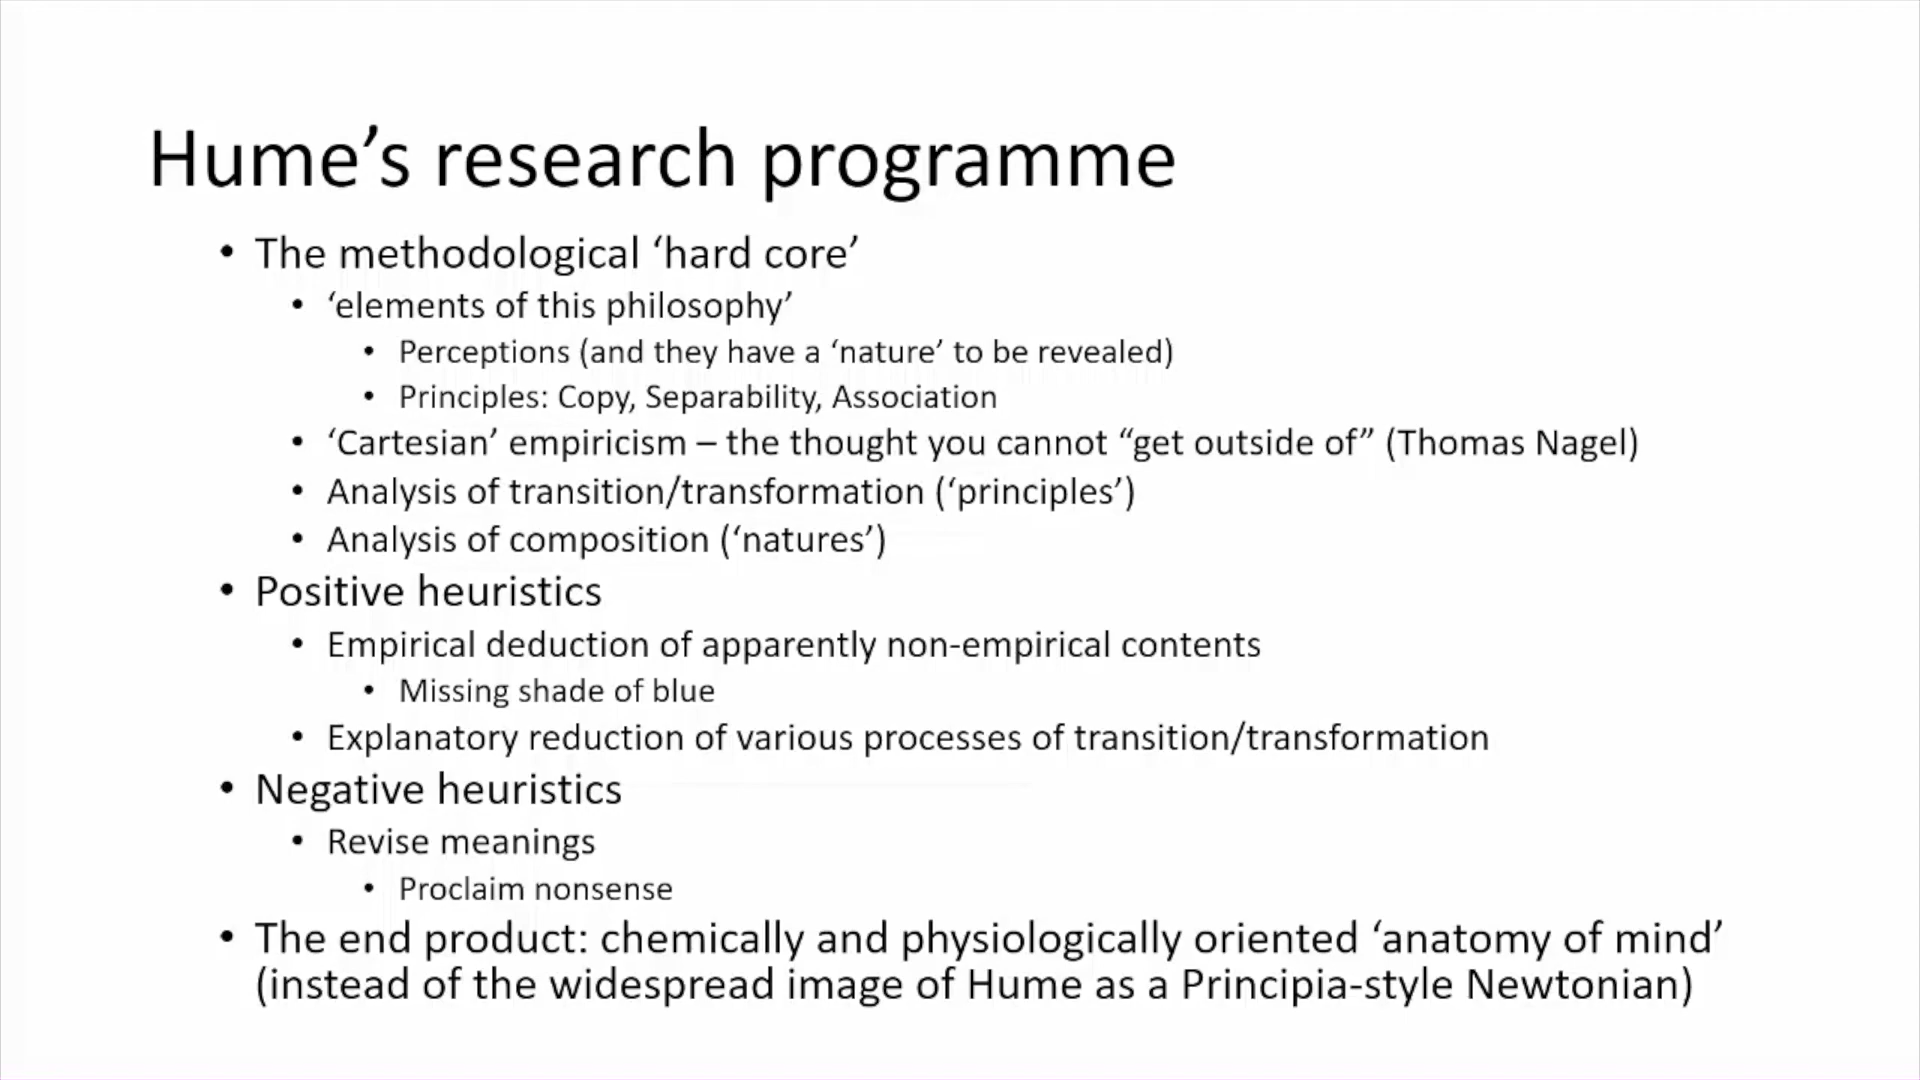 Hume’s research programme
• The methodological ‘hard core’
• ‘elements of this philosophy’
• Perceptions (and they have a ‘nature’ to be revealed)
• Principles: Copy, Separability, Association
• ‘Cartesian’ empiricism – the thought you cannot “get outside of” (Thomas Nagel)
• Analysis of transition/transformation (‘principles’)
• Analysis of composition (‘natures’)
• Positive heuristics
• Empirical deduction of apparently non-empirical contents
• Missing shade of blue
• Explanatory reduction of various processes of transition/transformation
• Negative heuristics
• Revise meanings
• Proclaim nonsense
• The end product: chemically and physiologically oriented ‘anatomy of mind’
(instead of the widespread image of Hume as a Principia-style Newtonian)